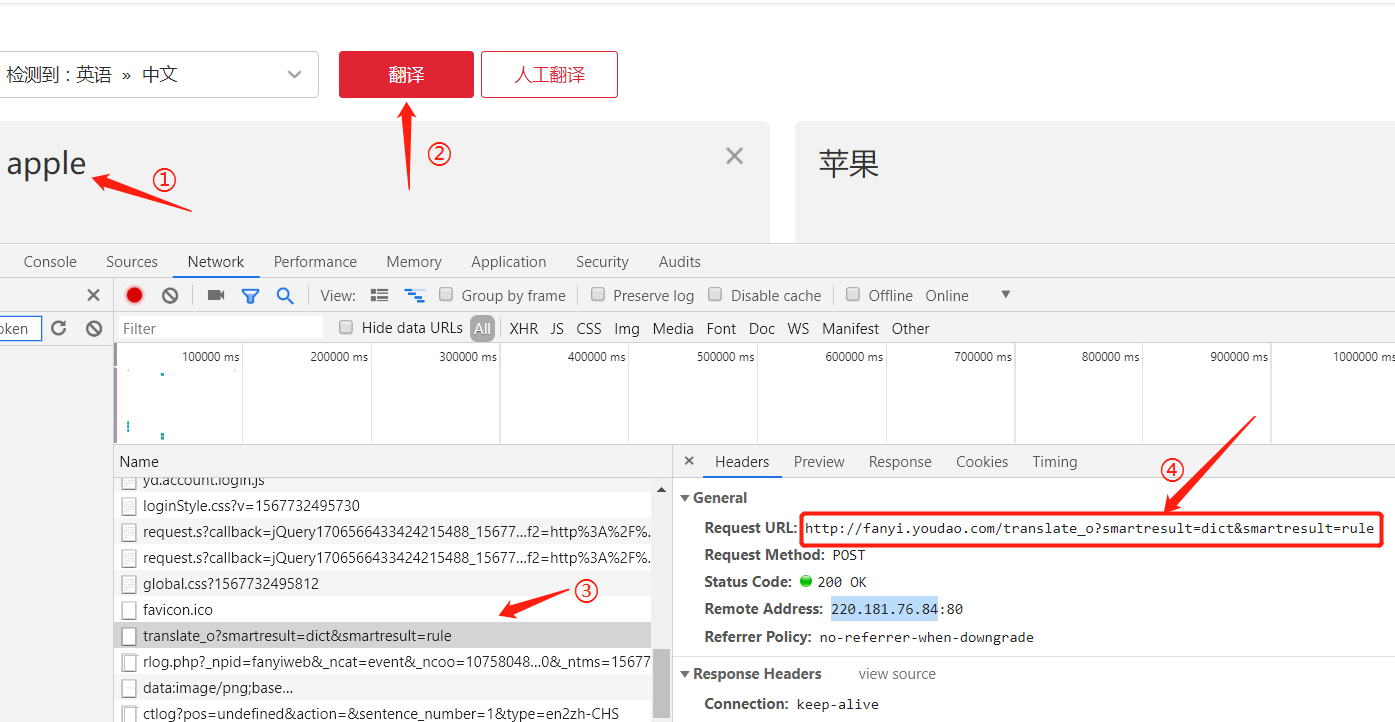 检测到：英语 » 中文
翻译
人工翻译
②
apple
①
苹果
Console Sources Network Performance Memory Application Security Audits
View: Group by frame Preserve log Disable cache Offline Online
oken
Filter Hide data URLs All XHR JS CSS Img Media Font Doc WS Manifest Other
100000 ms 200000 ms 300000 ms 400000 ms 500000 ms 600000 ms 700000 ms 800000 ms 900000 ms 1000000 ms
Name
yd.account.login.js
loginStyle.css?v=1567732495730
request.s?callback=jQuery170656643342154​88_15677...f2=http%3A%2F%.
request.s?callback=jQuery17065664334215488_15677...f2=http%3A%2F%.
global.css?1567732495812
③
favicon.ico
translate_o?smartresult=dict&smartresult=rule
rlog.php?_npid=fanyiweb&_ncat=event&_ncoo=10758048...0&_ntms=15677
data:image/png;base...
ctlog?pos=undefined&action=&sentence_number=1&type=en2zh-CHS
Headers Preview Response Cookies Timing
④
General
Request URL: http://fanyi.youdao.com/translate_o?smartresult=dict&smartresult=rule
Request Method: POST
Status Code: 200 OK
Remote Address: 220.181.76.84:80
Referrer Policy: no-referrer-when-downgrade
Response Headers view source
Connection: keep-alive